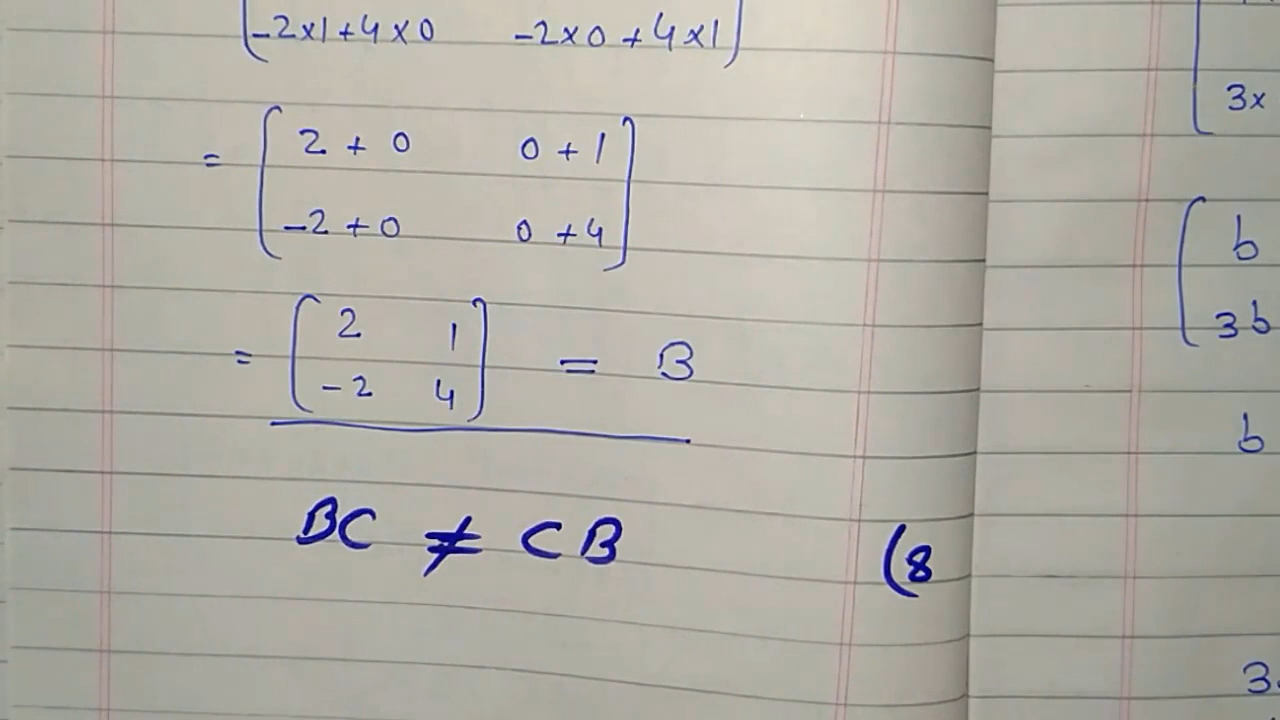 -2x1+4x0 -2x0+4x1
= [ 2 + 0 0 + 1 ]
[ -2 + 0 0 + 4 ]
= [ 2 1 ] = B
[ -2 4 ]
BC ≠ CB (8
3x
b
3b
b
3.